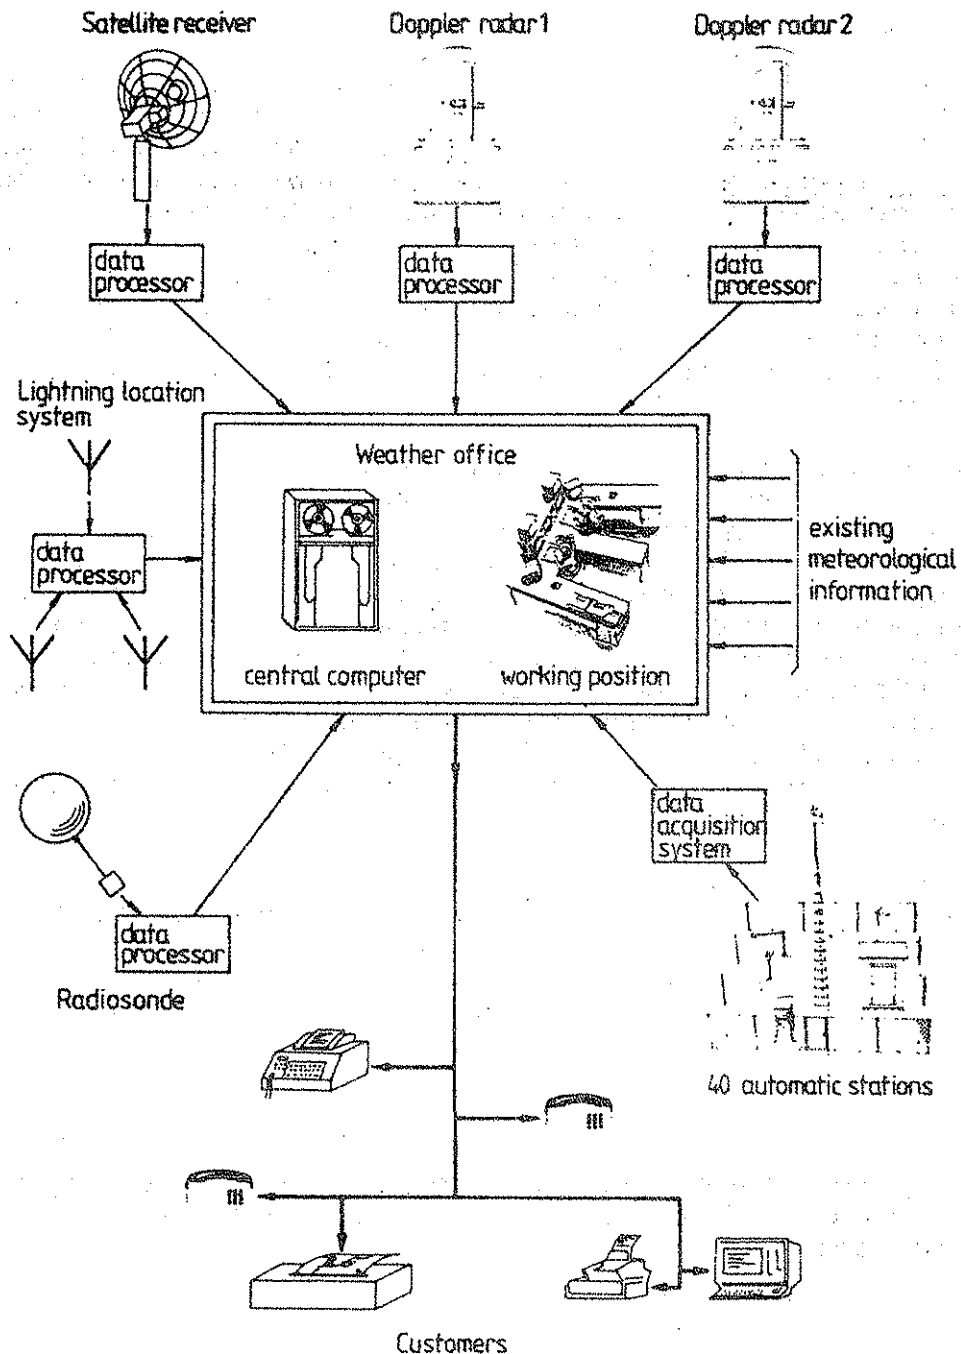 Satellite receiver
Doppler radar 1
Doppler radar 2
data
processor
data
processor
data
processor
Lightning location
system
data
processor
Weather office
central computer
working position
existing
meteorological
information
data
acquisition
system
data
processor
Radiosonde
40 automatic stations
Customers